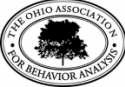 THE OHIO ASSOCIATION
FOR BEHAVIOR ANALYSIS